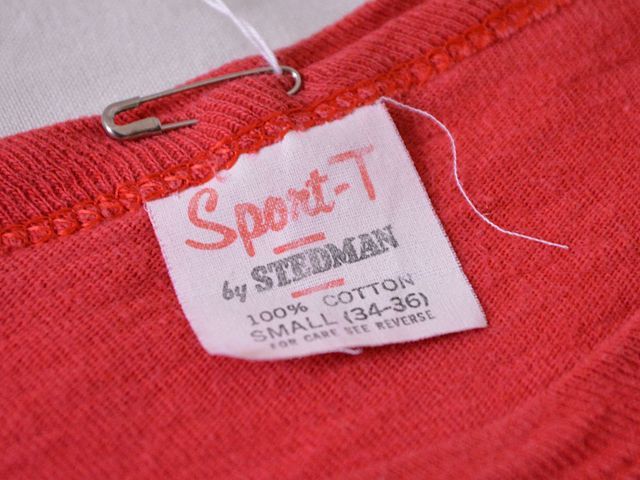 Sport-T
by STEDMAN
100% COTTON
SMALL (34-36)
FOR CARE SEE REVERSE